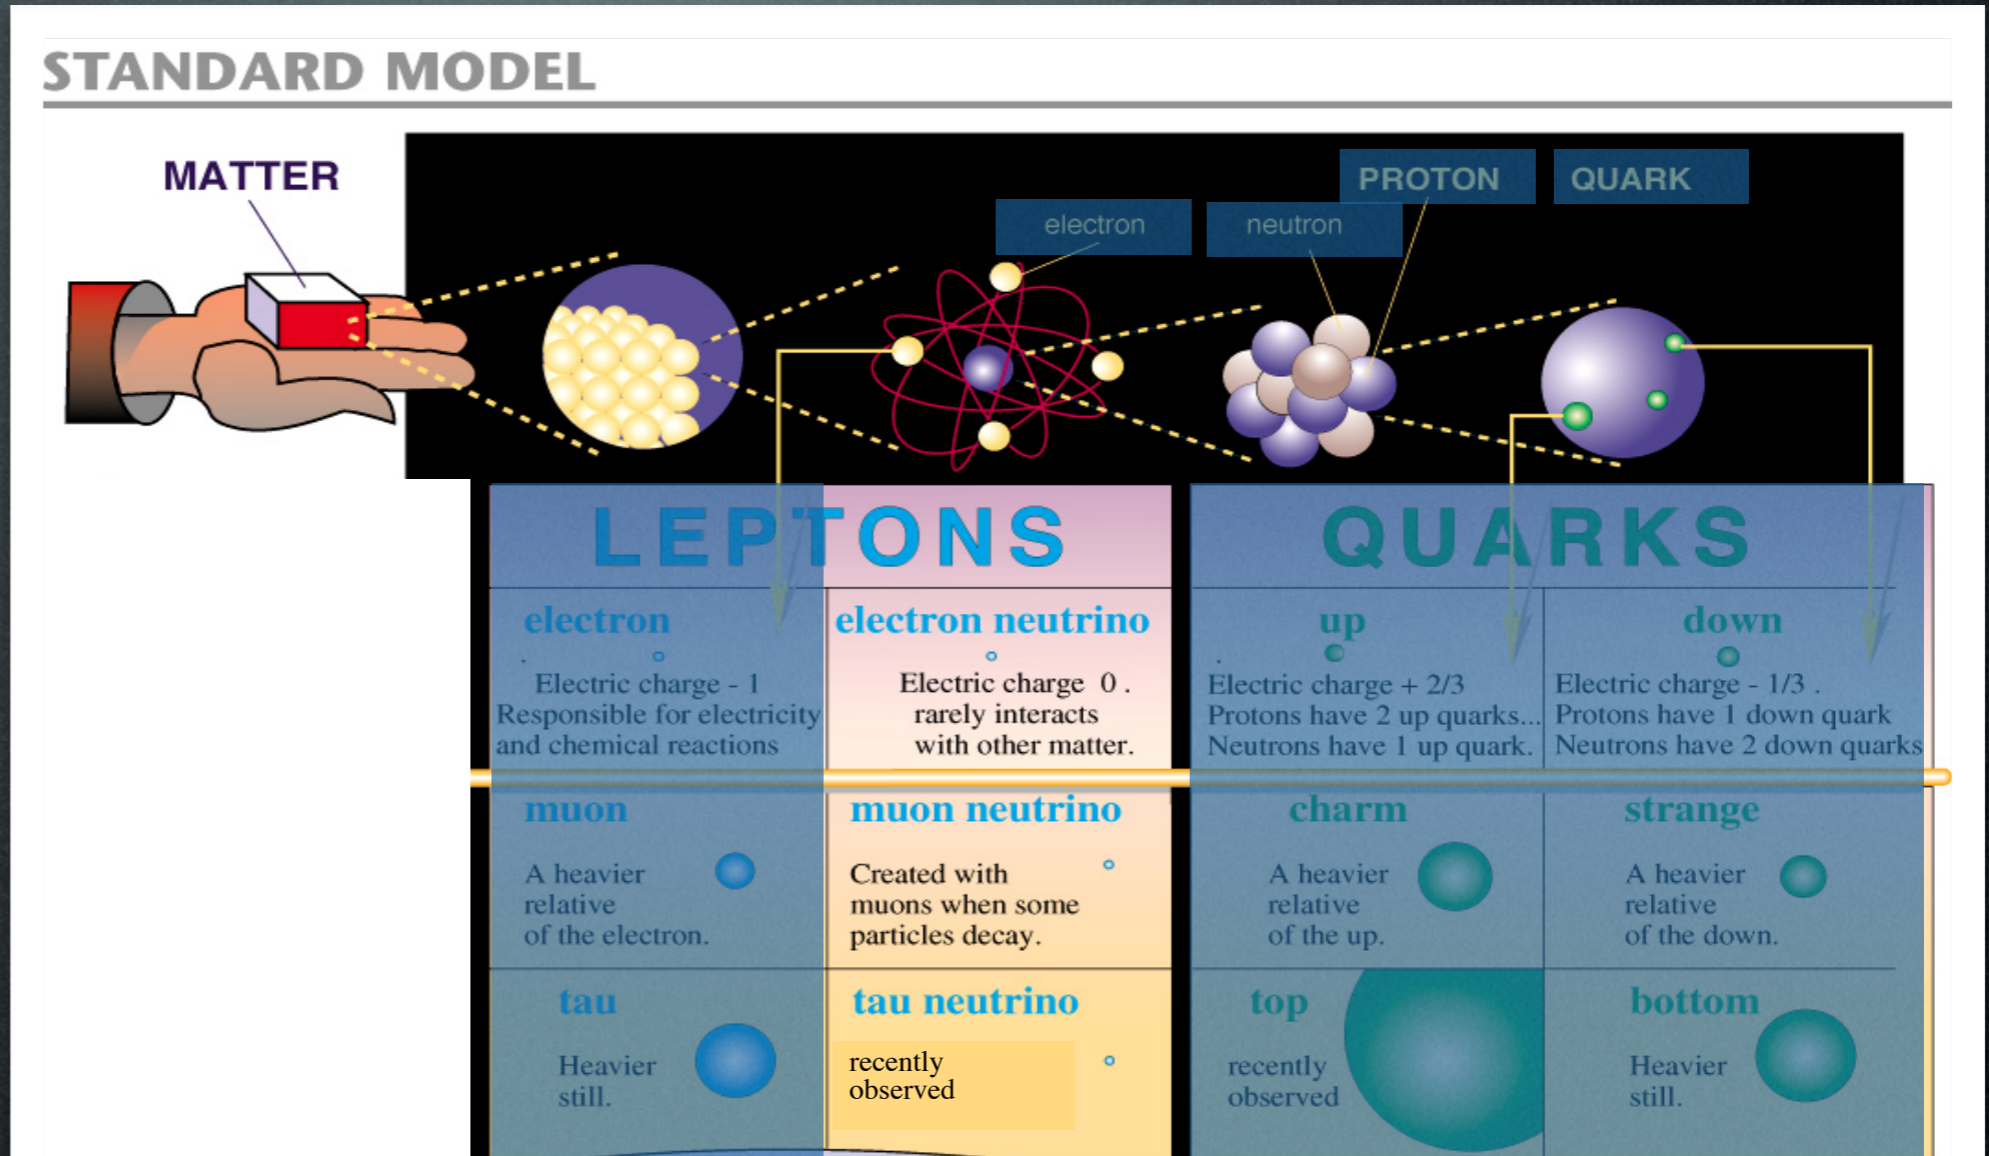 STANDARD MODEL
MATTER
PROTON
QUARK
electron
neutron
LEPTONS
QUARKS
electron
Electric charge - 1
Responsible for electricity
and chemical reactions
electron neutrino
Electric charge 0 .
rarely interacts
with other matter.
up
Electric charge + 2/3
Protons have 2 up quarks...
Neutrons have 1 up quark.
down
Electric charge - 1/3 .
Protons have 1 down quark
Neutrons have 2 down quarks
muon
A heavier
relative
of the electron.
muon neutrino
Created with
muons when some
particles decay.
charm
A heavier
relative
of the up.
strange
A heavier
relative
of the down.
tau
Heavier
still.
tau neutrino
recently
observed
top
recently
observed
bottom
Heavier
still.